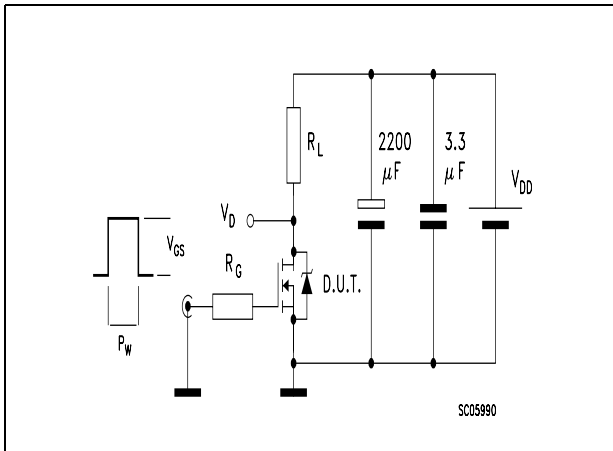 2200
μF
3.3
μF
R_L
V_DD
V_D
V_GS
R_G
D.U.T.
P_W
SC05990